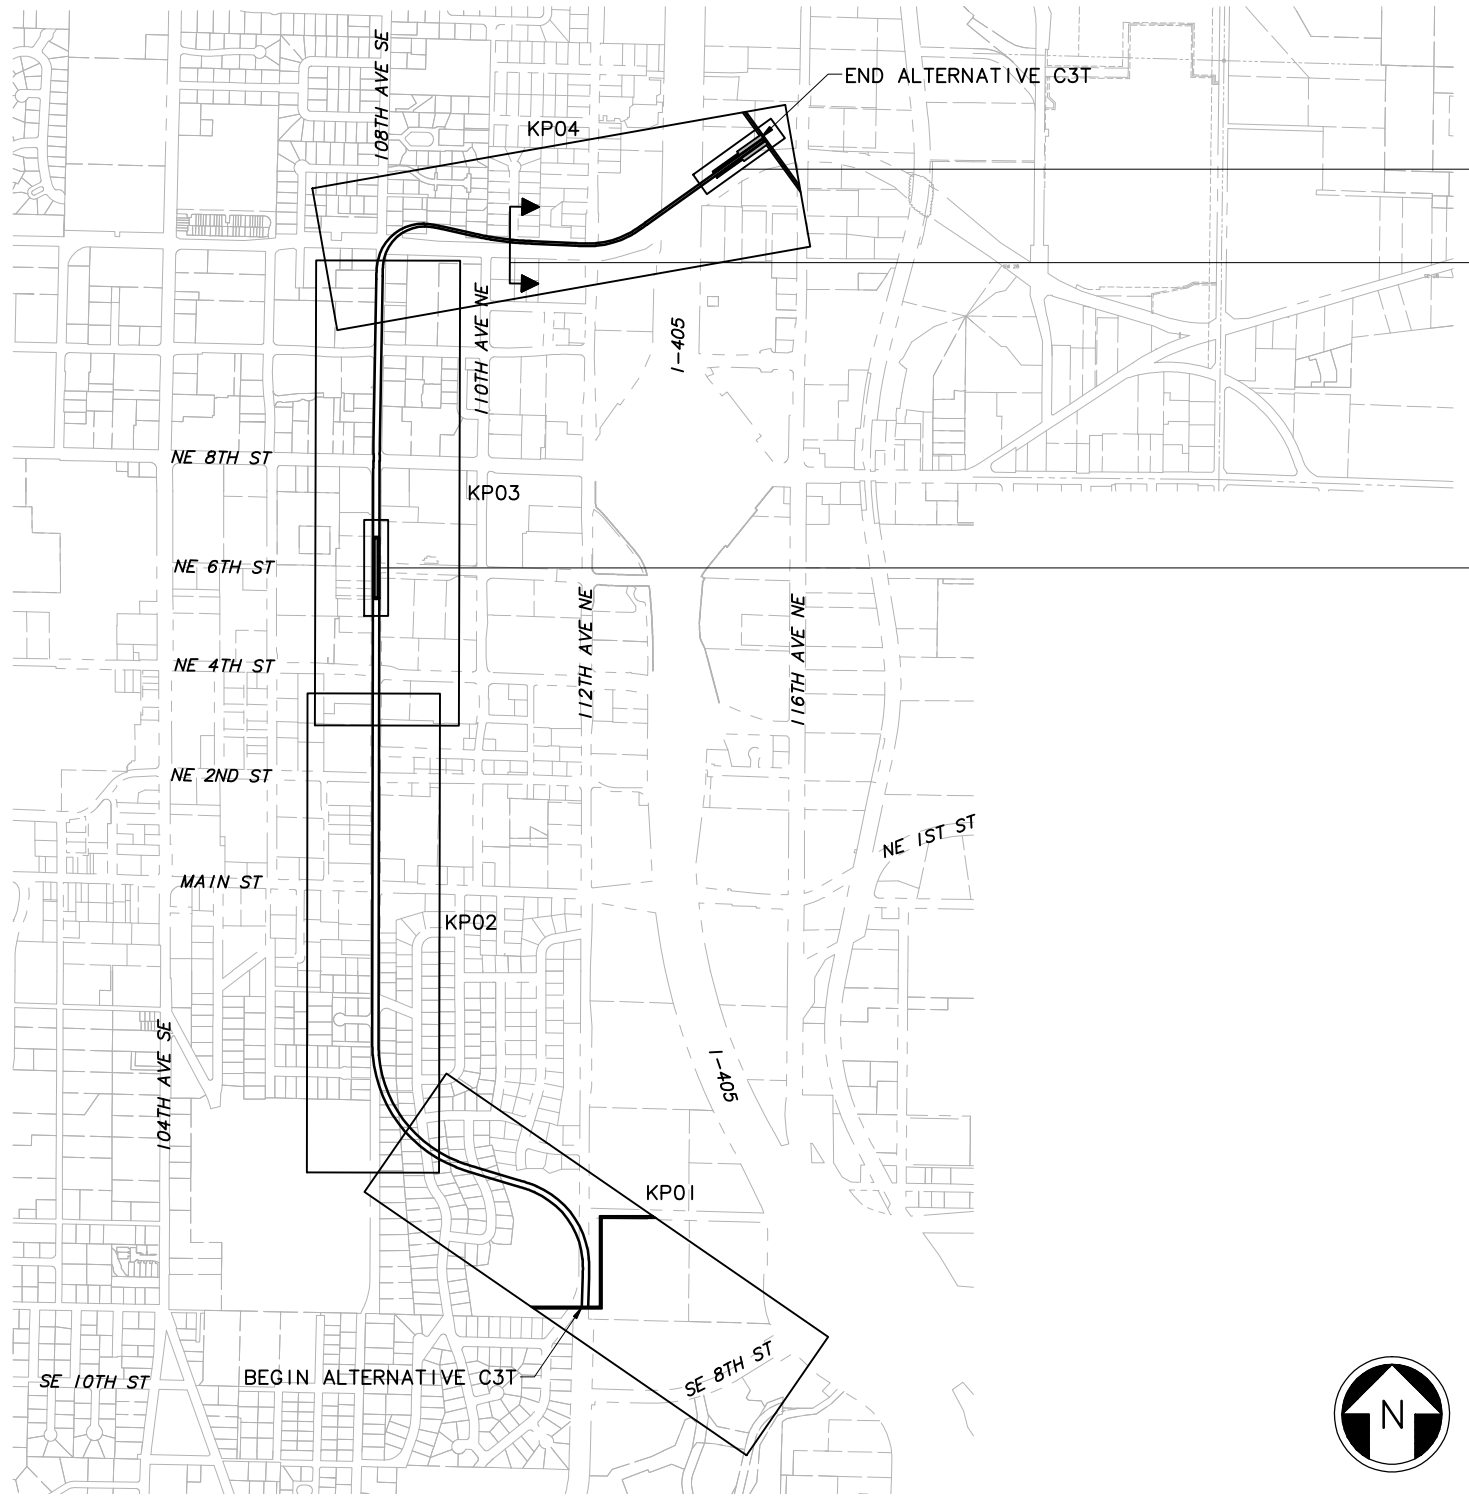 108TH AVE SE
END ALTERNATIVE C3T
KP04
110TH AVE NE
I-405
NE 8TH ST
KP03
NE 6TH ST
112TH AVE NE
116TH AVE NE
NE 4TH ST
NE 2ND ST
NE 1ST ST
MAIN ST
KP02
104TH AVE SE
I-405
KP01
BEGIN ALTERNATIVE C3T
SE 8TH ST
SE 10TH ST
N